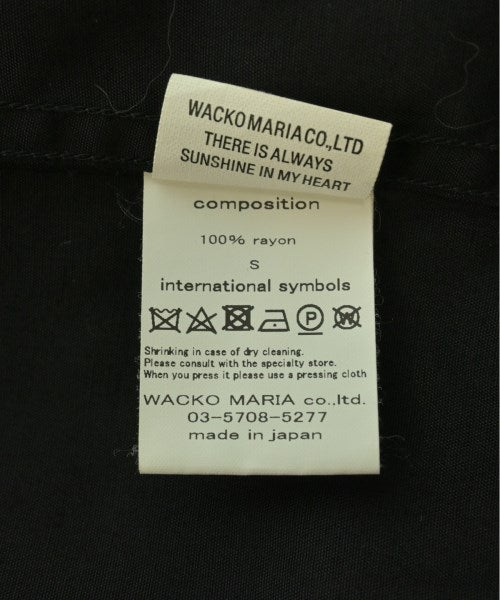 WACKO MARIA CO.,LTD
THERE IS ALWAYS
SUNSHINE IN MY HEART
composition
100% rayon
S
international symbols
P W
Shrinking in case of dry cleaning.
Please consult with the specialty store.
When you press it please use a pressing cloth
WACKO MARIA co.,ltd.
03-5708-5277
made in japan